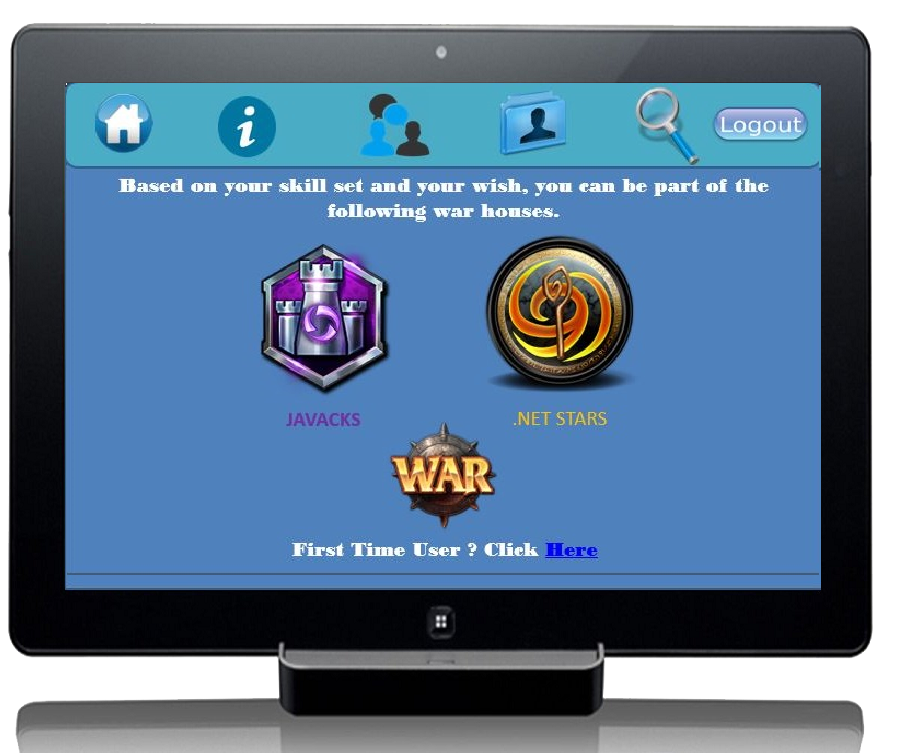 Logout
Based on your skill set and your wish, you can be part of the
following war houses.
JAVACKS
.NET STARS
WAR
First Time User ? Click Here